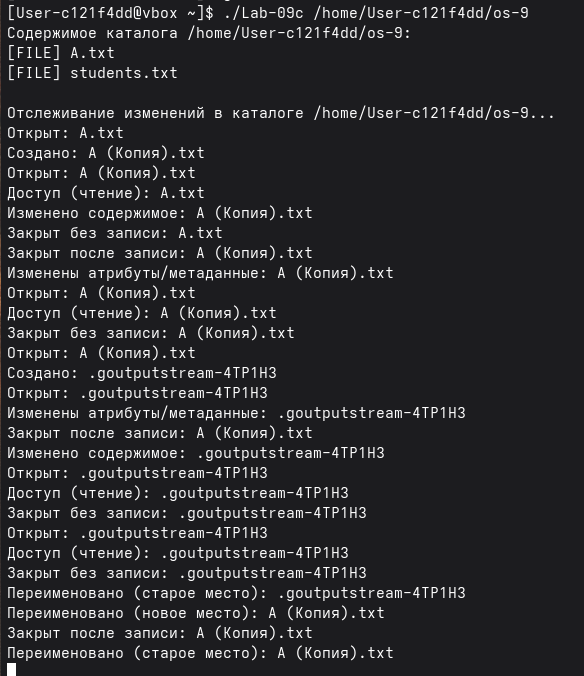 [User-c121f4dd@vbox ~]$ ./Lab-09c /home/User-c121f4dd/os-9
Содержимое каталога /home/User-c121f4dd/os-9:
[FILE] A.txt
[FILE] students.txt
Отслеживание изменений в каталоге /home/User-c121f4dd/os-9...
Открыт: A.txt
Создано: A (Копия).txt
Открыт: A (Копия).txt
Доступ (чтение): A.txt
Изменено содержимое: A (Копия).txt
Закрыт без записи: A.txt
Закрыт после записи: A (Копия).txt
Изменены атрибуты/метаданные: A (Копия).txt
Открыт: A (Копия).txt
Доступ (чтение): A (Копия).txt
Закрыт без записи: A (Копия).txt
Открыт: A (Копия).txt
Создано: .goutputstream-4TP1H3
Открыт: .goutputstream-4TP1H3
Изменены атрибуты/метаданные: .goutputstream-4TP1H3
Закрыт после записи: A (Копия).txt
Изменено содержимое: .goutputstream-4TP1H3
Открыт: .goutputstream-4TP1H3
Доступ (чтение): .goutputstream-4TP1H3
Закрыт без записи: .goutputstream-4TP1H3
Открыт: .goutputstream-4TP1H3
Доступ (чтение): .goutputstream-4TP1H3
Закрыт без записи: .goutputstream-4TP1H3
Переименовано (старое место): .goutputstream-4TP1H3
Переименовано (новое место): A (Копия).txt
Закрыт после записи: A (Копия).txt
Переименовано (старое место): A (Копия).txt